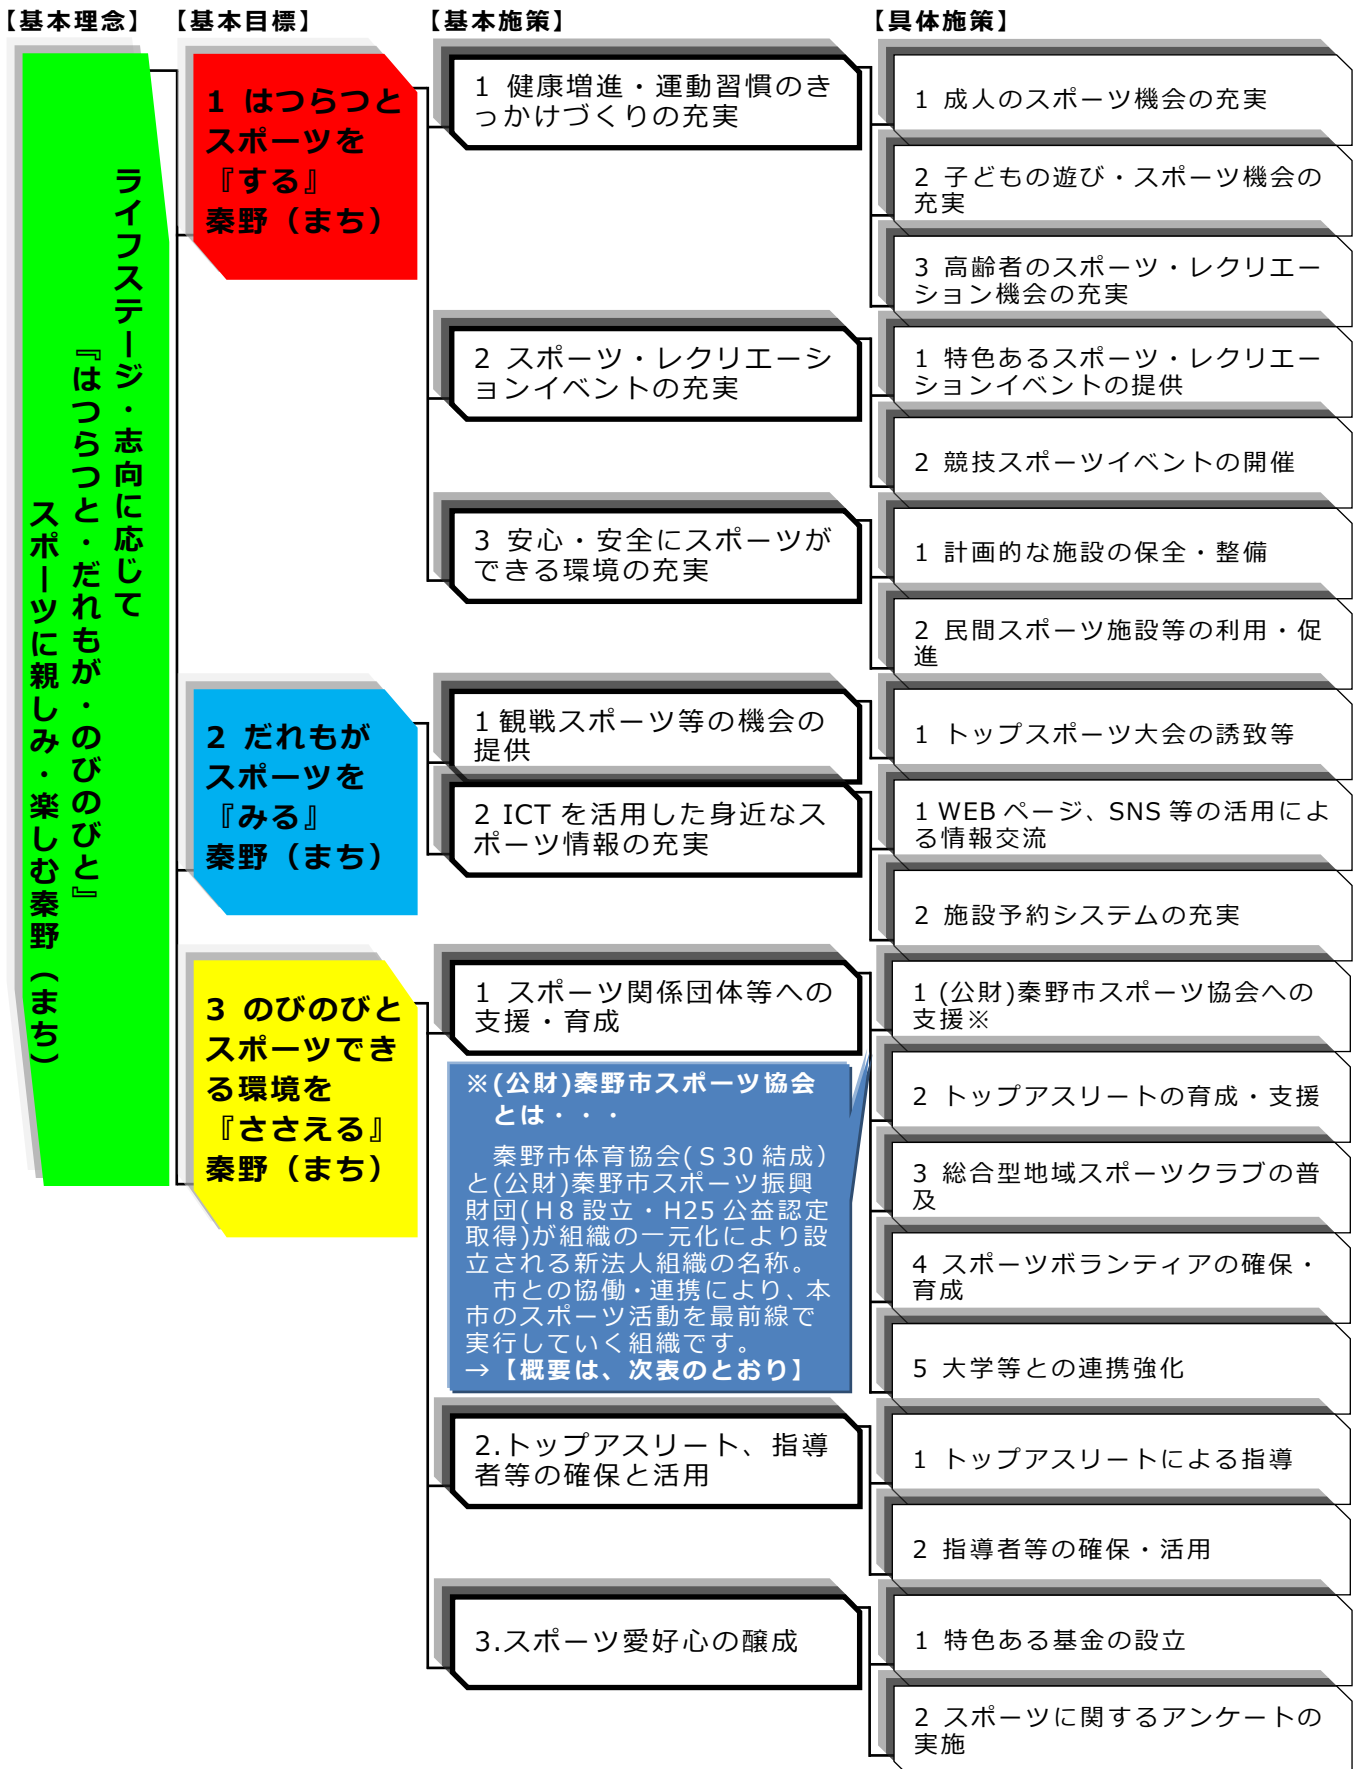 【基本理念】 【基本目標】 【基本施策】 【具体施策】
ライフステージ・志向に応じて
『はつらつと・だれもが・のびのびと』
スポーツに親しみ・楽しむ秦野（まち）
1 はつらつと
スポーツを
『する』
秦野（まち）
1 健康増進・運動習慣のき
っかけづくりの充実
1 成人のスポーツ機会の充実
2 子どもの遊び・スポーツ機会の
充実
3 高齢者のスポーツ・レクリエー
ション機会の充実
2 スポーツ・レクリエーシ
ョンイベントの充実
1 特色あるスポーツ・レクリエー
ションイベントの提供
2 競技スポーツイベントの開催
3 安心・安全にスポーツが
できる環境の充実
1 計画的な施設の保全・整備
2 民間スポーツ施設等の利用・促
進
2 だれもが
スポーツを
『みる』
秦野（まち）
1 観戦スポーツ等の機会の
提供
1 トップスポーツ大会の誘致等
2 ICT を活用した身近なス
ポーツ情報の充実
1 WEB ページ、SNS 等の活用によ
る情報交流
2 施設予約システムの充実
3 のびのびと
スポーツでき
る環境を
『ささえる』
秦野（まち）
1 スポーツ関係団体等への
支援・育成
1 (公財)秦野市スポーツ協会への
支援※
2 トップアスリートの育成・支援
3 総合型地域スポーツクラブの普
及
4 スポーツボランティアの確保・
育成
5 大学等との連携強化
※(公財)秦野市スポーツ協会
とは・・・
秦野市体育協会(Ｓ30 結成）
と(公財)秦野市スポーツ振興
財団(Ｈ８設立・H25 公益認定
取得)が組織の一元化により設
立される新法人組織の名称。
市との協働・連携により、本
市のスポーツ活動を最前線で
実行していく組織です。
→【概要は、次表のとおり】
2.トップアスリート、指導
者等の確保と活用
1 トップアスリートによる指導
2 指導者等の確保・活用
3.スポーツ愛好心の醸成
1 特色ある基金の設立
2 スポーツに関するアンケートの
実施